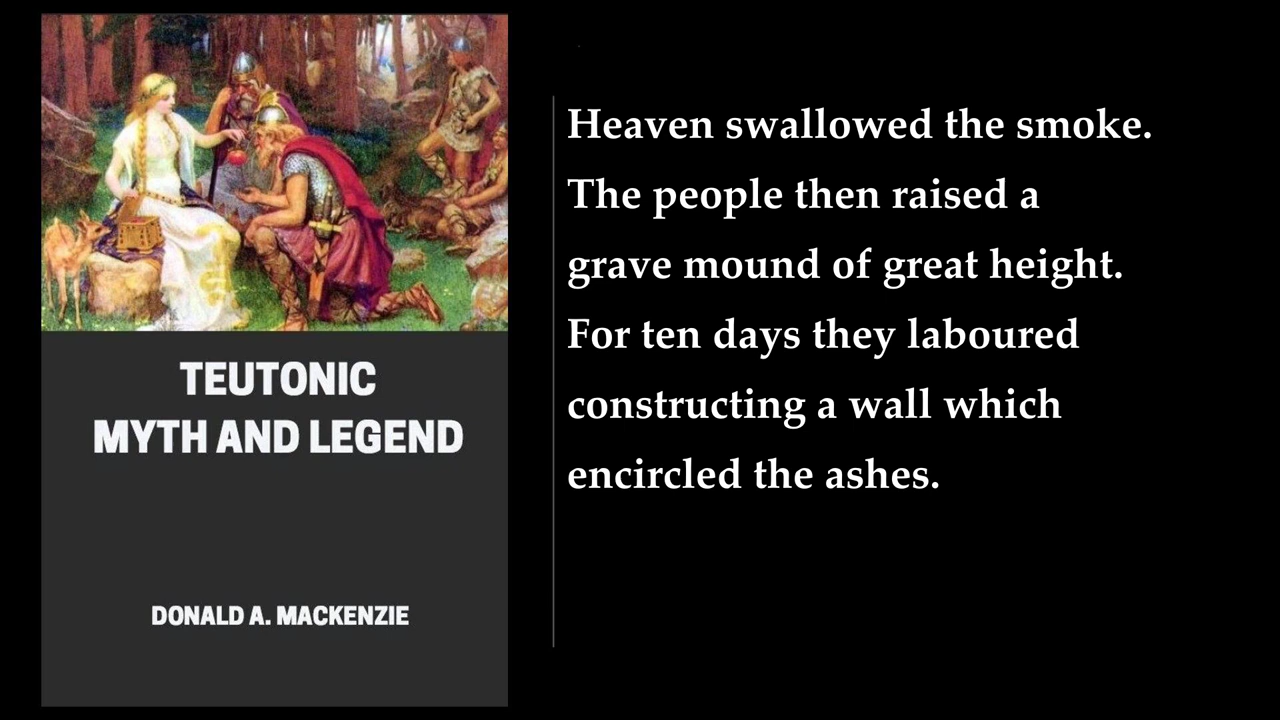 TEUTONIC
MYTH AND LEGEND
DONALD A. MACKENZIE
Heaven swallowed the smoke.
The people then raised a
grave mound of great height.
For ten days they laboured
constructing a wall which
encircled the ashes.